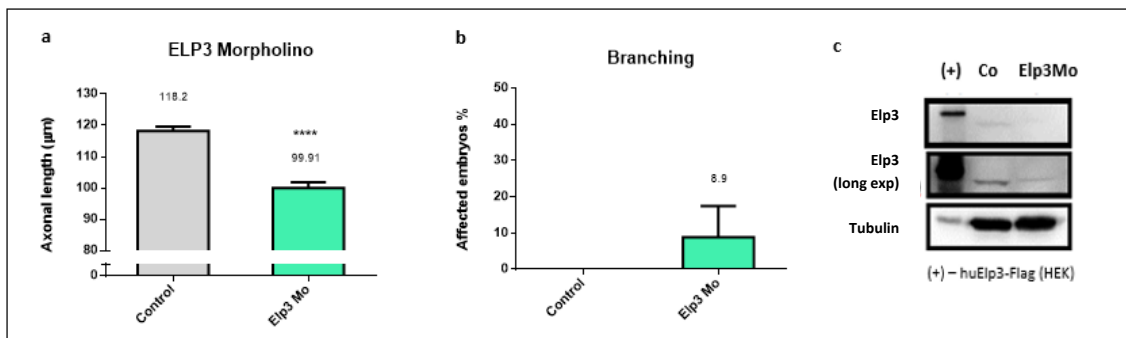 a
ELP3 Morpholino
Axonal length (µm)
130
120
110
100
90
80
0
118.2
****
99.91
Control
Elp3 Mo
b
Branching
Affected embryos %
50
40
30
20
10
0
8.9
Elp3 Mo
c
(+) Co Elp3Mo
Elp3
Elp3
(long exp)
Tubulin
(+) – huElp3-Flag (HEK)